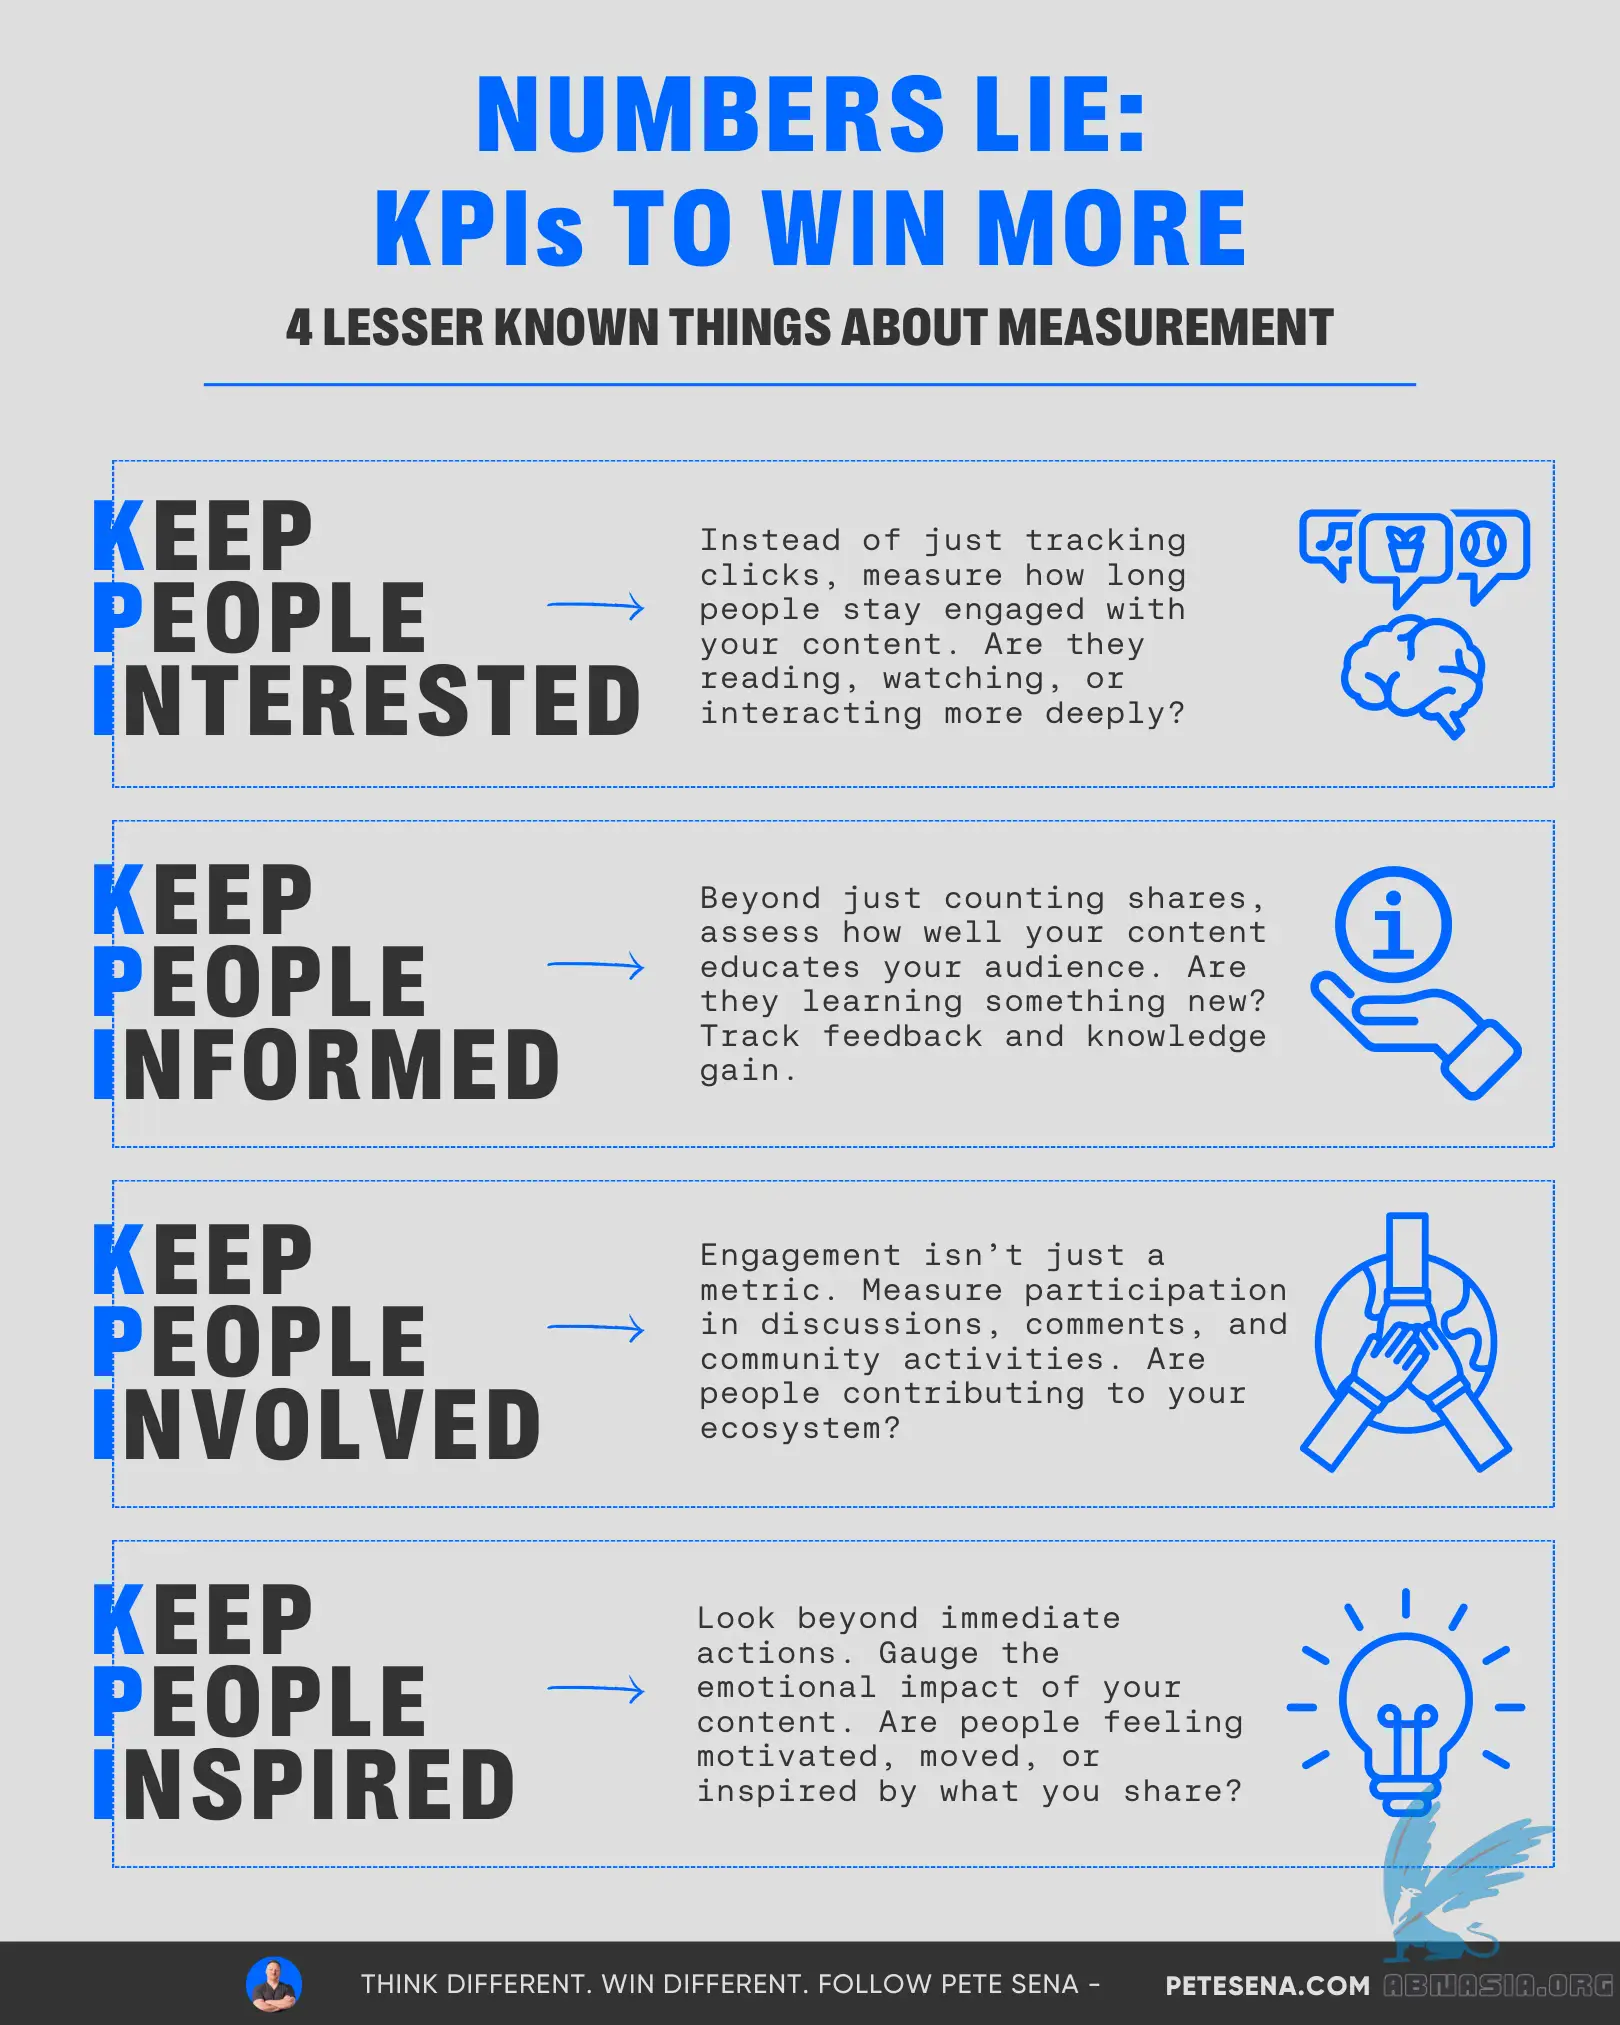 NUMBERS LIE:
KPIs TO WIN MORE
4 LESSER KNOWN THINGS ABOUT MEASUREMENT
KEEP
PEOPLE
INTERESTED
Instead of just tracking
clicks, measure how long
people stay engaged with
your content. Are they
reading, watching, or
interacting more deeply?
KEEP
PEOPLE
INFORMED
Beyond just counting shares,
assess how well your content
educates your audience. Are
they learning something new?
Track feedback and knowledge
gain.
i
KEEP
PEOPLE
INVOLVED
Engagement isn’t just a
metric. Measure participation
in discussions, comments, and
community activities. Are
people contributing to your
ecosystem?
KEEP
PEOPLE
INSPIRED
Look beyond immediate
actions. Gauge the
emotional impact of your
content. Are people feeling
motivated, moved, or
inspired by what you share?
THINK DIFFERENT. WIN DIFFERENT. FOLLOW PETE SENA - PETESENA.COM
ABNASIA.ORG